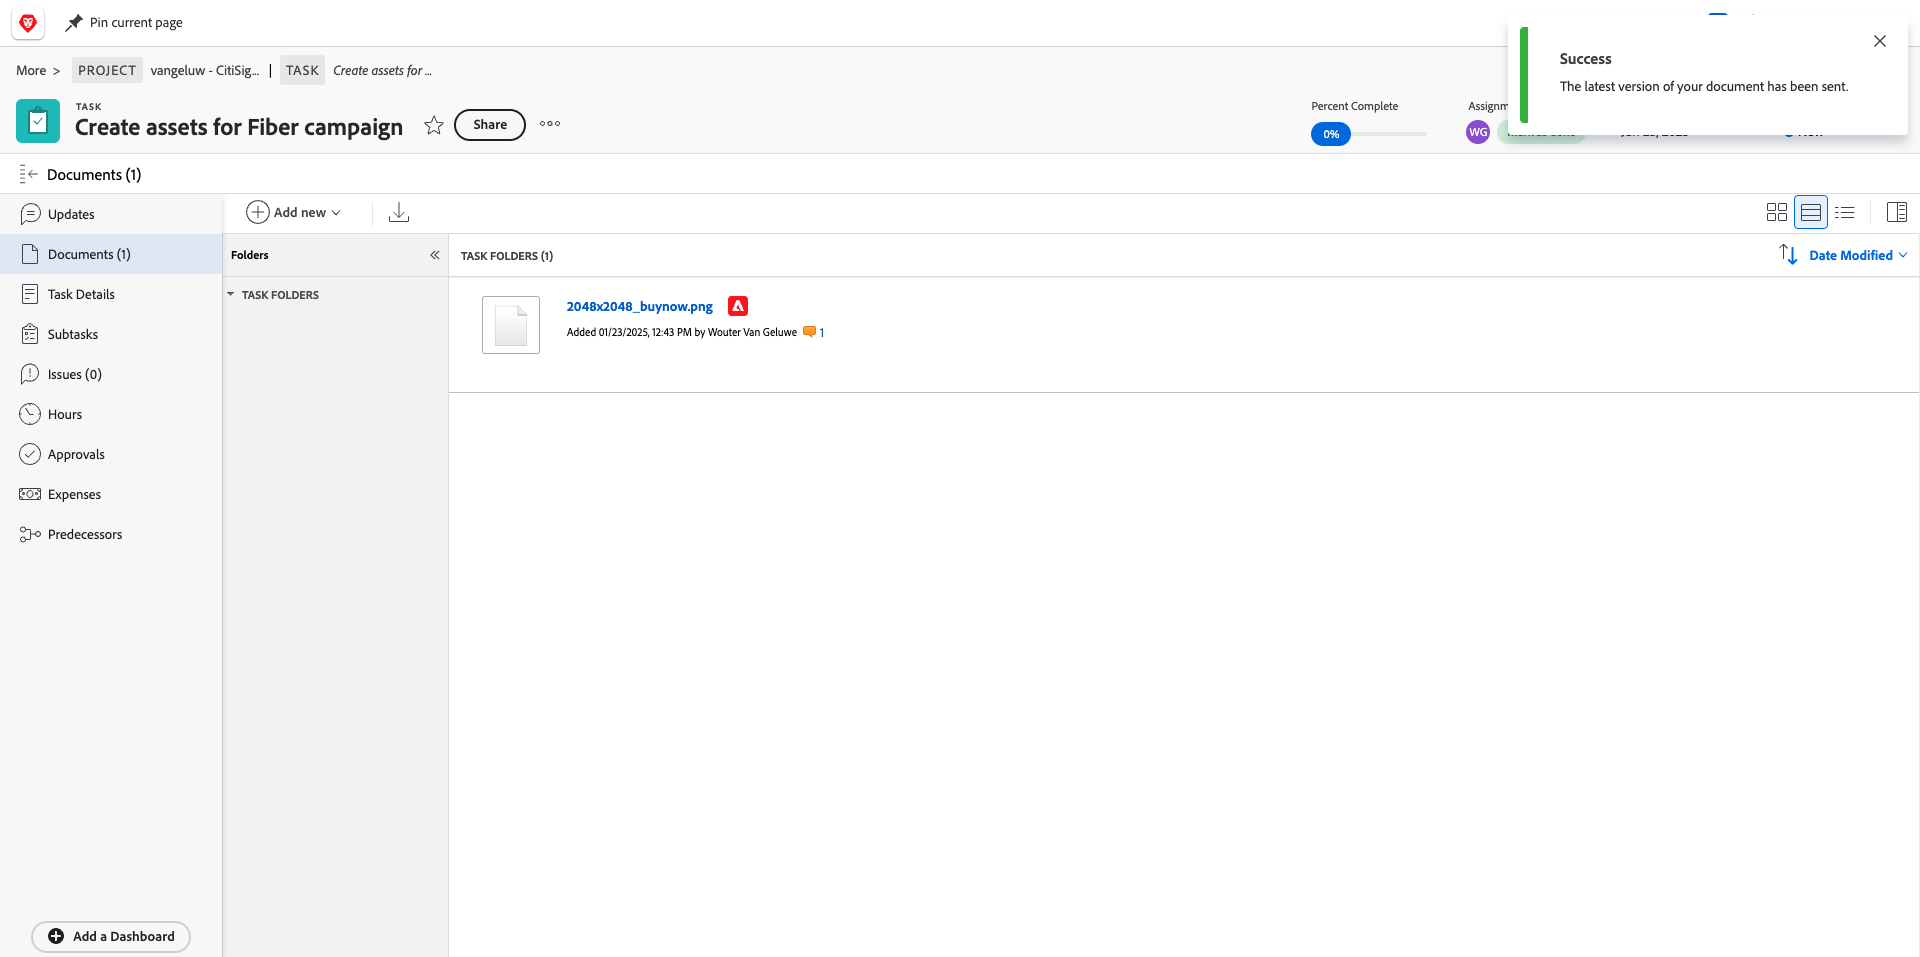 Pin current page
More > PROJECT vangeluw - CitiSig... | TASK Create assets for ...
TASK
Create assets for Fiber campaign
Share
Percent Complete
0%
Assignm
WG
Success
The latest version of your document has been sent.
Documents (1)
Updates
Documents (1)
Task Details
Subtasks
Issues (0)
Hours
Approvals
Expenses
Predecessors
Add a Dashboard
Add new
Folders
TASK FOLDERS
TASK FOLDERS (1)
Date Modified
2048x2048_buynow.png
Added 01/23/2025, 12:43 PM by Wouter Van Geluwe 1